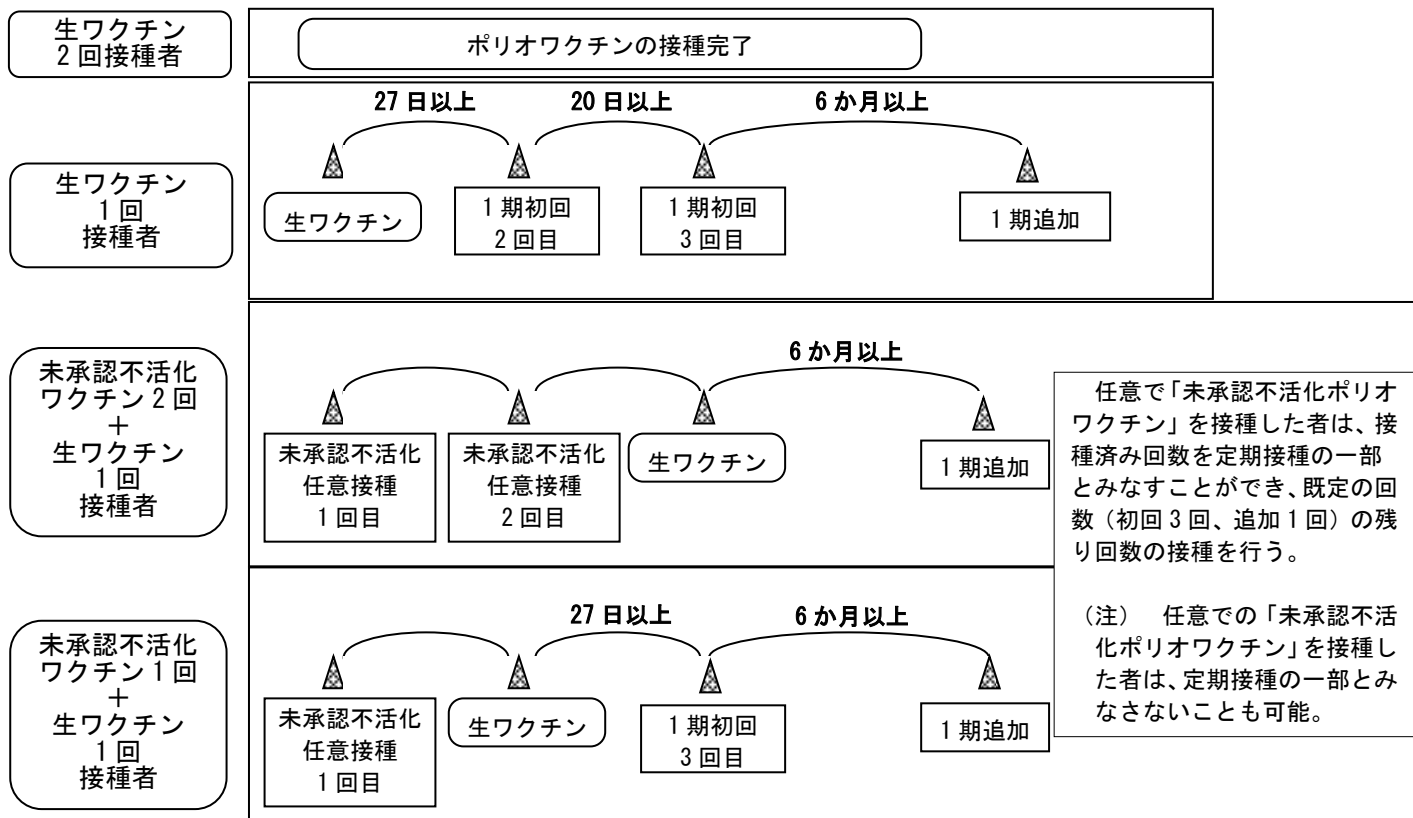 生ワクチン
2回接種者
ポリオワクチンの接種完了
生ワクチン
1回
接種者
27日以上
20日以上
6か月以上
生ワクチン
1期初回
2回目
1期初回
3回目
1期追加
未承認不活化
ワクチン2回
＋
生ワクチン
1回
接種者
6か月以上
未承認不活化
任意接種
1回目
未承認不活化
任意接種
2回目
生ワクチン
1期追加
未承認不活化
ワクチン1回
＋
生ワクチン
1回
接種者
27日以上
6か月以上
未承認不活化
任意接種
1回目
生ワクチン
1期初回
3回目
1期追加
任意で「未承認不活化ポリオ
ワクチン」を接種した者は、接
種済み回数を定期接種の一部
とみなすことができ、既定の回
数（初回3回、追加1回）の残
り回数の接種を行う。
（注）　任意での「未承認不活
化ポリオワクチン」を接種し
た者は、定期接種の一部とみ
なさないことも可能。